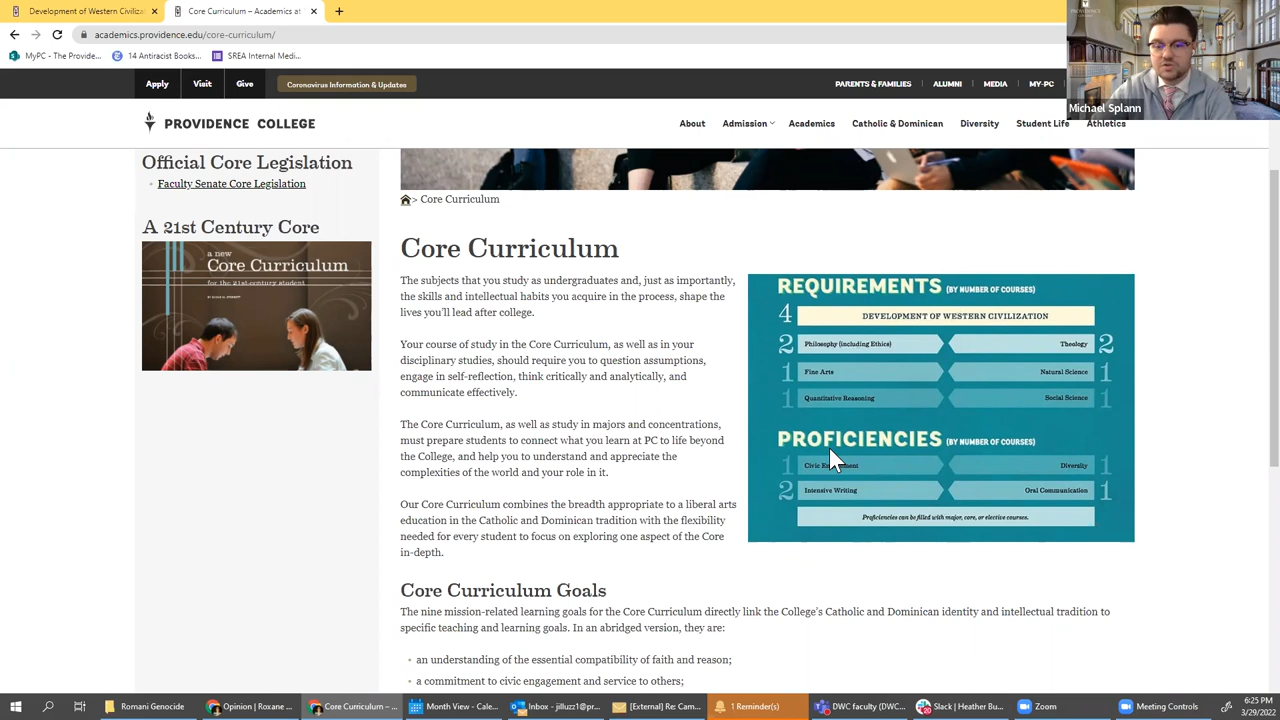 Development of Western Civiliza
Core Curriculum – Academics at
academics.providence.edu/core-curriculum/
MyPC - The Provide...
14 Antiracist Books...
SREA Internal Medi...
Michael Splann
Apply
Visit
Give
Coronavirus Information & Updates
PARENTS & FAMILIES
ALUMNI
MEDIA
MY-PC
PROVIDENCE COLLEGE
About
Admission
Academics
Catholic & Dominican
Diversity
Student Life
Athletics
Official Core Legislation
Faculty Senate Core Legislation
A 21st Century Core
a new
Core Curriculum
for the 21st-century student
> Core Curriculum
Core Curriculum
The subjects that you study as undergraduates and, just as importantly,
the skills and intellectual habits you acquire in the process, shape the
lives you'll lead after college.
Your course of study in the Core Curriculum, as well as in your
disciplinary studies, should require you to question assumptions,
engage in self-reflection, think critically and analytically, and
communicate effectively.
The Core Curriculum, as well as study in majors and concentrations,
must prepare students to connect what you learn at PC to life beyond
the College, and help you to understand and appreciate the
complexities of the world and your role in it.
Our Core Curriculum combines the breadth appropriate to a liberal arts
education in the Catholic and Dominican tradition with the flexibility
needed for every student to focus on exploring one aspect of the Core
in-depth.
REQUIREMENTS (BY NUMBER OF COURSES)
4 DEVELOPMENT OF WESTERN CIVILIZATION
2 Philosophy (including Ethics) Theology 2
1 Fine Arts Natural Science 1
1 Quantitative Reasoning Social Science 1
PROFICIENCIES (BY NUMBER OF COURSES)
1 Civic Diversity 1
2 Intensive Writing Oral Communication 1
Proficiencies can be filled with major, core, or elective courses.
Core Curriculum Goals
The nine mission-related learning goals for the Core Curriculum directly link the College's Catholic and Dominican identity and intellectual tradition to
specific teaching and learning goals. In an abridged version, they are:
an understanding of the essential compatibility of faith and reason;
a commitment to civic engagement and service to others;
Romani Genocide
Opinion | Roxane ...
Core Curriculum – ...
Month View - Cale...
Inbox - jilluzz1@pr...
[External] Re: Cam...
1 Reminder(s)
DWC faculty (DWC...
Slack | Heather Bu...
Zoom
Meeting Controls
6:25 PM
3/29/2022
20